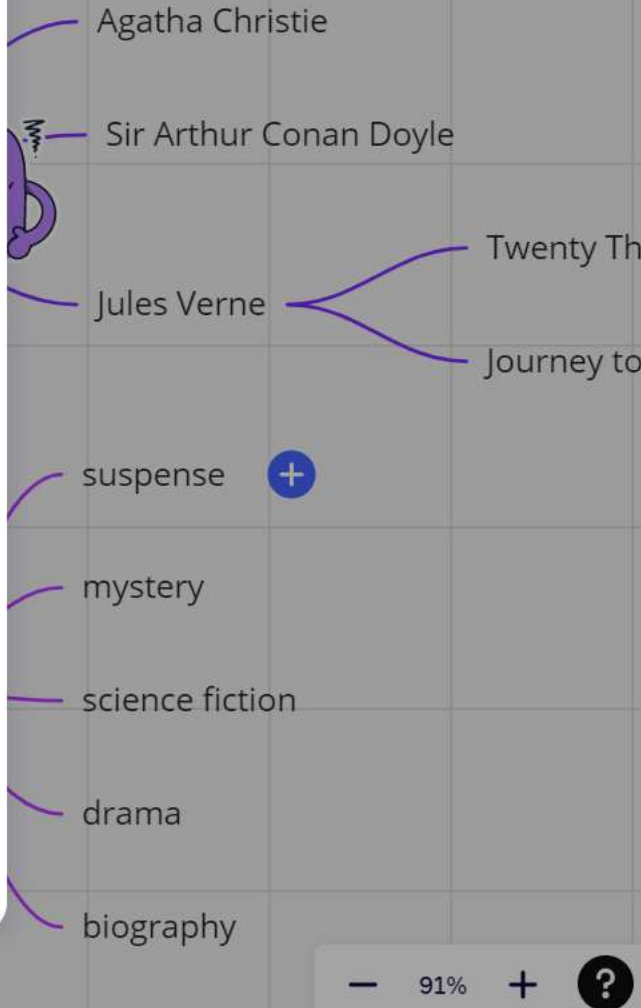 Agatha Christie
Sir Arthur Conan Doyle
Twenty Th
Jules Verne
Journey to
suspense
mystery
science fiction
drama
biography
91%